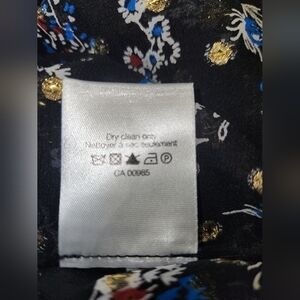 Dry clean only
Nettoyer à sec seulement
CA 00985